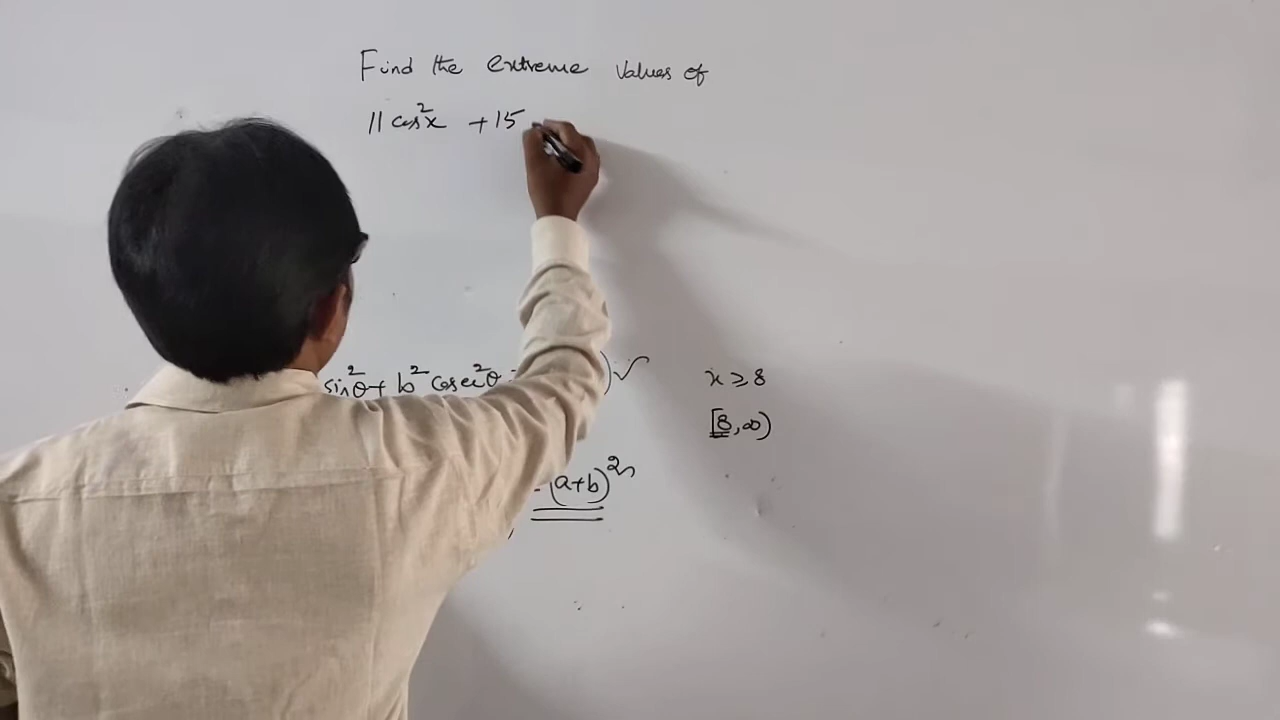 Find the extreme values of
11 cos²x + 15
sin²θ + b² cosec²θ
)✓
x ⩾ 8
[8, ∞)
(a+b)²